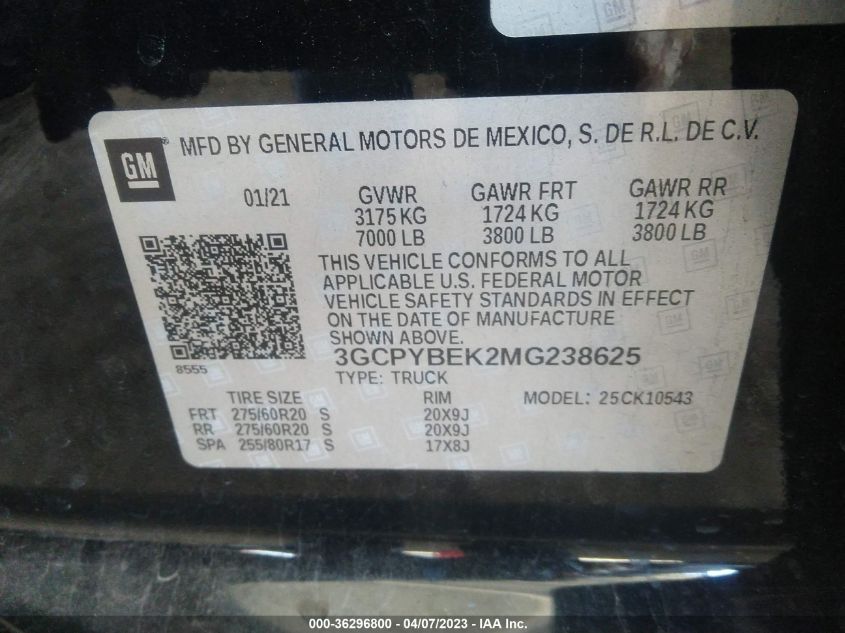 GM® MFD BY GENERAL MOTORS DE MEXICO, S. DE R.L. DE C.V.
01/21 GVWR GAWR FRT GAWR RR
3175 KG 1724 KG 1724 KG
7000 LB 3800 LB 3800 LB
THIS VEHICLE CONFORMS TO ALL
APPLICABLE U.S. FEDERAL MOTOR
VEHICLE SAFETY STANDARDS IN EFFECT
ON THE DATE OF MANUFACTURE
SHOWN ABOVE.
8555
3GCPYBEK2MG238625
TYPE: TRUCK
TIRE SIZE RIM MODEL: 25CK10543
FRT 275/60R20 S 20X9J
RR 275/60R20 S 20X9J
SPA 255/80R17 S 17X8J
000-36296800 - 04/07/2023 - IAA Inc.